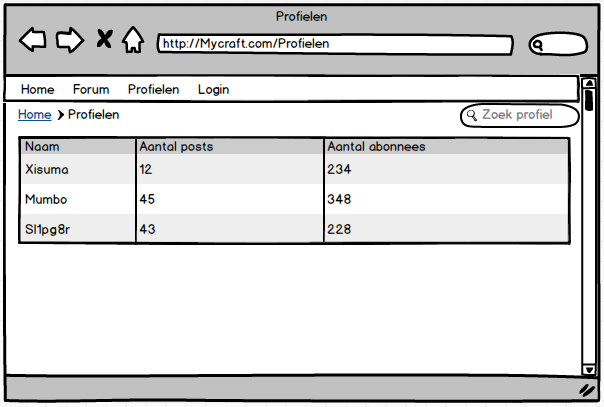 Profielen
http://Mycraft.com/Profielen
Home Forum Profielen Login
Home Profielen Zoek profiel
Naam Aantal posts Aantal abonnees
Xisuma 12 234
Mumbo 45 348
Sl1pg8r 43 228